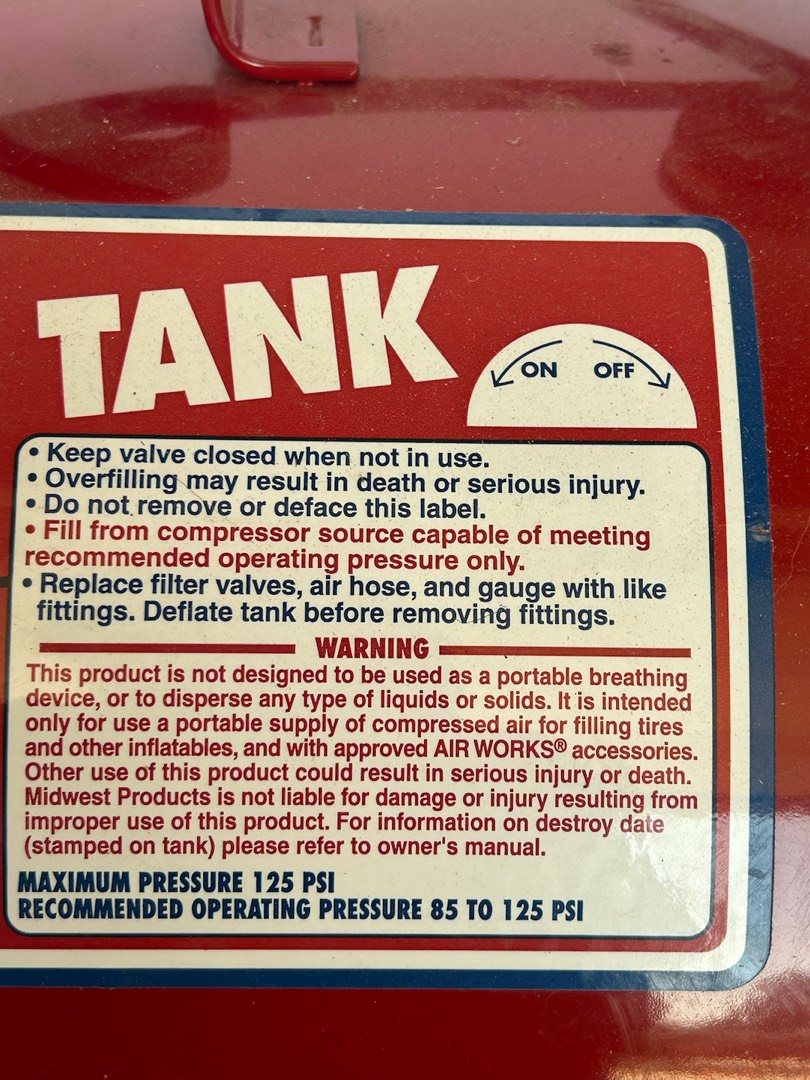 TANK
ON OFF
• Keep valve closed when not in use.
• Overfilling may result in death or serious injury.
• Do not remove or deface this label.
• Fill from compressor source capable of meeting
recommended operating pressure only.
• Replace filter valves, air hose, and gauge with like
fittings. Deflate tank before removing fittings.
WARNING
This product is not designed to be used as a portable breathing
device, or to disperse any type of liquids or solids. It is intended
only for use a portable supply of compressed air for filling tires
and other inflatables, and with approved AIR WORKS® accessories.
Other use of this product could result in serious injury or death.
Midwest Products is not liable for damage or injury resulting from
improper use of this product. For information on destroy date
(stamped on tank) please refer to owner's manual.
MAXIMUM PRESSURE 125 PSI
RECOMMENDED OPERATING PRESSURE 85 TO 125 PSI